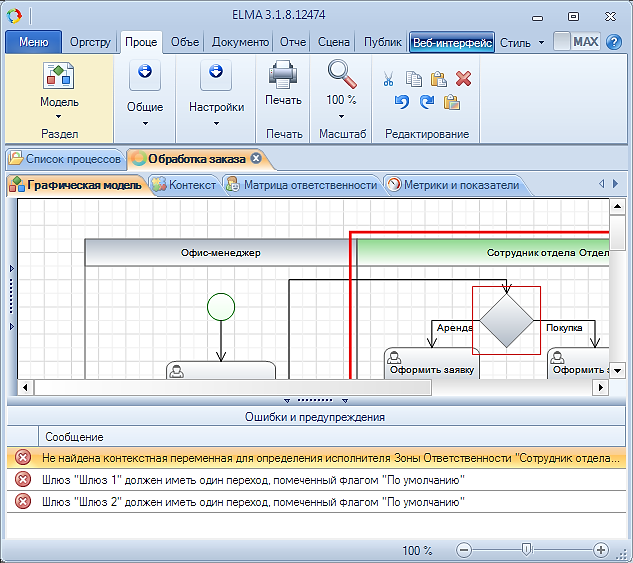 ELMA 3.1.8.12474
Меню Оргстру Проце Объе Документо Отче Сцена Публик Веб-интерфейс Стиль MAX
Модель Общие Настройки Печать 100 %
Раздел Печать Масштаб Редактирование
Список процессов Обработка заказа
Графическая модель Контекст Матрица ответственности Метрики и показатели
Офис-менеджер Сотрудник отдела Отдел
Аренда Покупка
Оформить заявку Оформить з
Ошибки и предупреждения
Сообщение
Не найдена контекстная переменная для определения исполнителя Зоны Ответственности "Сотрудник отдела...
Шлюз "Шлюз 1" должен иметь один переход, помеченный флагом "По умолчанию"
Шлюз "Шлюз 2" должен иметь один переход, помеченный флагом "По умолчанию"
100 %